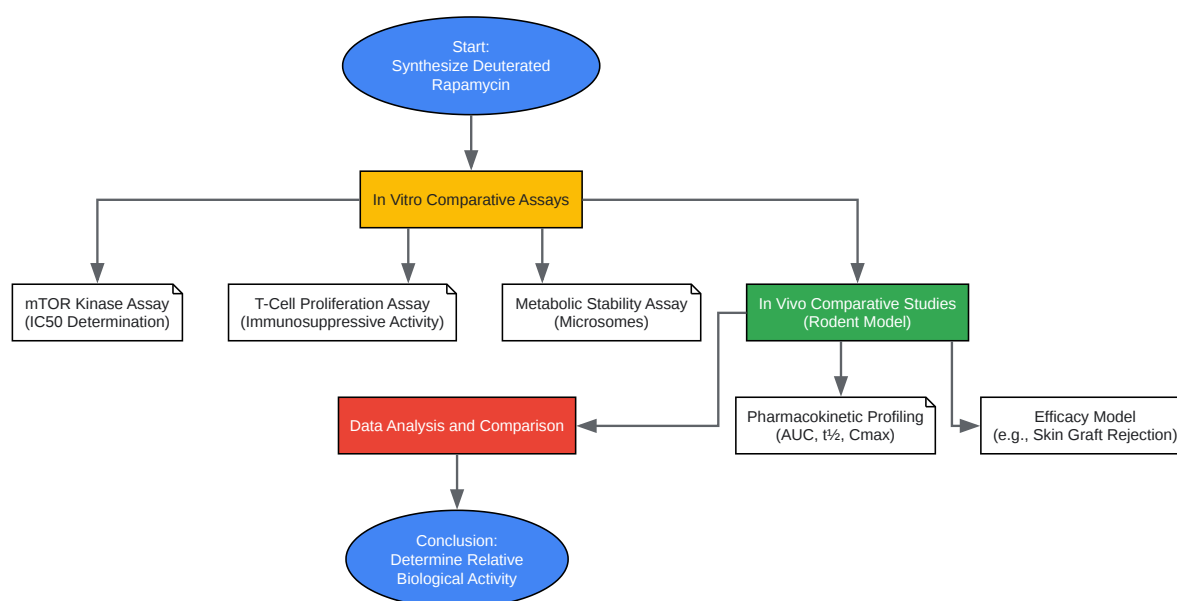 Start:
Synthesize Deuterated
Rapamycin
In Vitro Comparative Assays
mTOR Kinase Assay
(IC50 Determination)
T-Cell Proliferation Assay
(Immunosuppressive Activity)
Metabolic Stability Assay
(Microsomes)
In Vivo Comparative Studies
(Rodent Model)
Data Analysis and Comparison
Pharmacokinetic Profiling
(AUC, t½, Cmax)
Efficacy Model
(e.g., Skin Graft Rejection)
Conclusion:
Determine Relative
Biological Activity